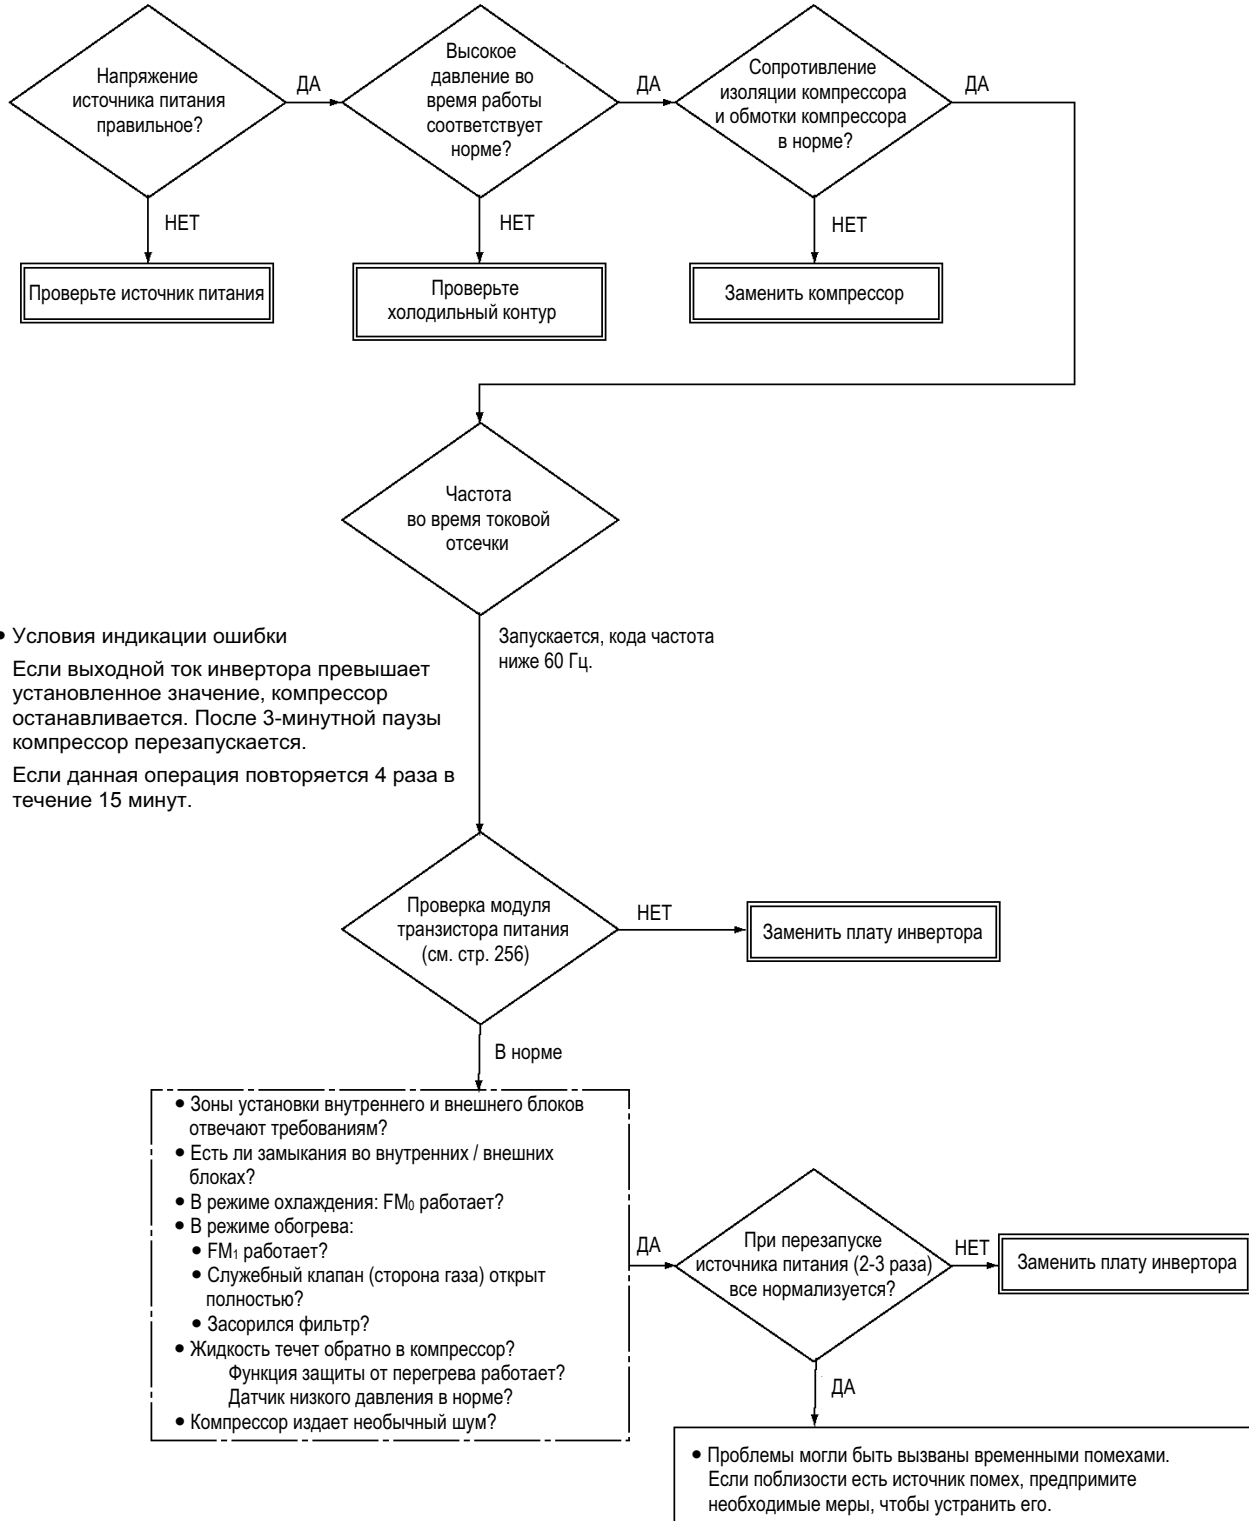 Напряжение
источника питания
правильное?
ДА
Высокое
давление во
время работы
соответствует
норме?
ДА
Сопротивление
изоляции компрессора
и обмотки компрессора
в норме?
ДА
НЕТ
НЕТ
НЕТ
Проверьте источник питания
Проверьте
холодильный контур
Заменить компрессор
Частота
во время токовой
отсечки
• Условия индикации ошибки
Если выходной ток инвертора превышает
установленное значение, компрессор
останавливается. После 3-минутной паузы
компрессор перезапускается.
Если данная операция повторяется 4 раза в
течение 15 минут.
Запускается, кода частота
ниже 60 Гц.
Проверка модуля
транзистора питания
(см. стр. 256)
НЕТ
Заменить плату инвертора
В норме
• Зоны установки внутреннего и внешнего блоков
отвечают требованиям?
• Есть ли замыкания во внутренних / внешних
блоках?
• В режиме охлаждения: FM₀ работает?
• В режиме обогрева:
• FM₁ работает?
• Служебный клапан (сторона газа) открыт
полностью?
• Засорился фильтр?
• Жидкость течет обратно в компрессор?
Функция защиты от перегрева работает?
Датчик низкого давления в норме?
• Компрессор издает необычный шум?
ДА
При перезапуске
источника питания (2-3 раза)
все нормализуется?
НЕТ
Заменить плату инвертора
ДА
• Проблемы могли быть вызваны временными помехами.
Если поблизости есть источник помех, предпримите
необходимые меры, чтобы устранить его.